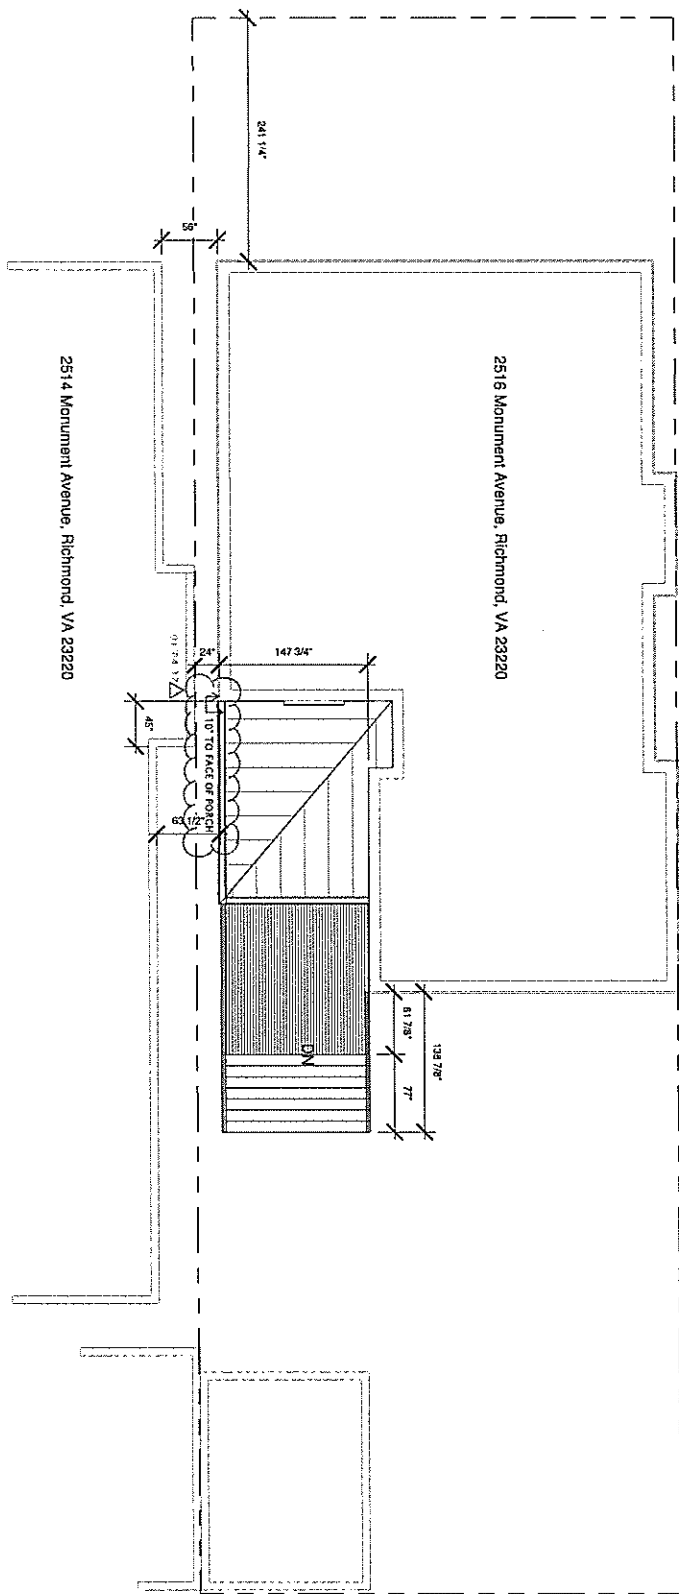 241 1/4"
56"
2514 Monument Avenue, Richmond, VA 23220
2516 Monument Avenue, Richmond, VA 23220
24"
147 3/4"
45"
10" TO FACE OF PORCH
63 1/2"
61 7/8"
138 7/8"
77"
DN